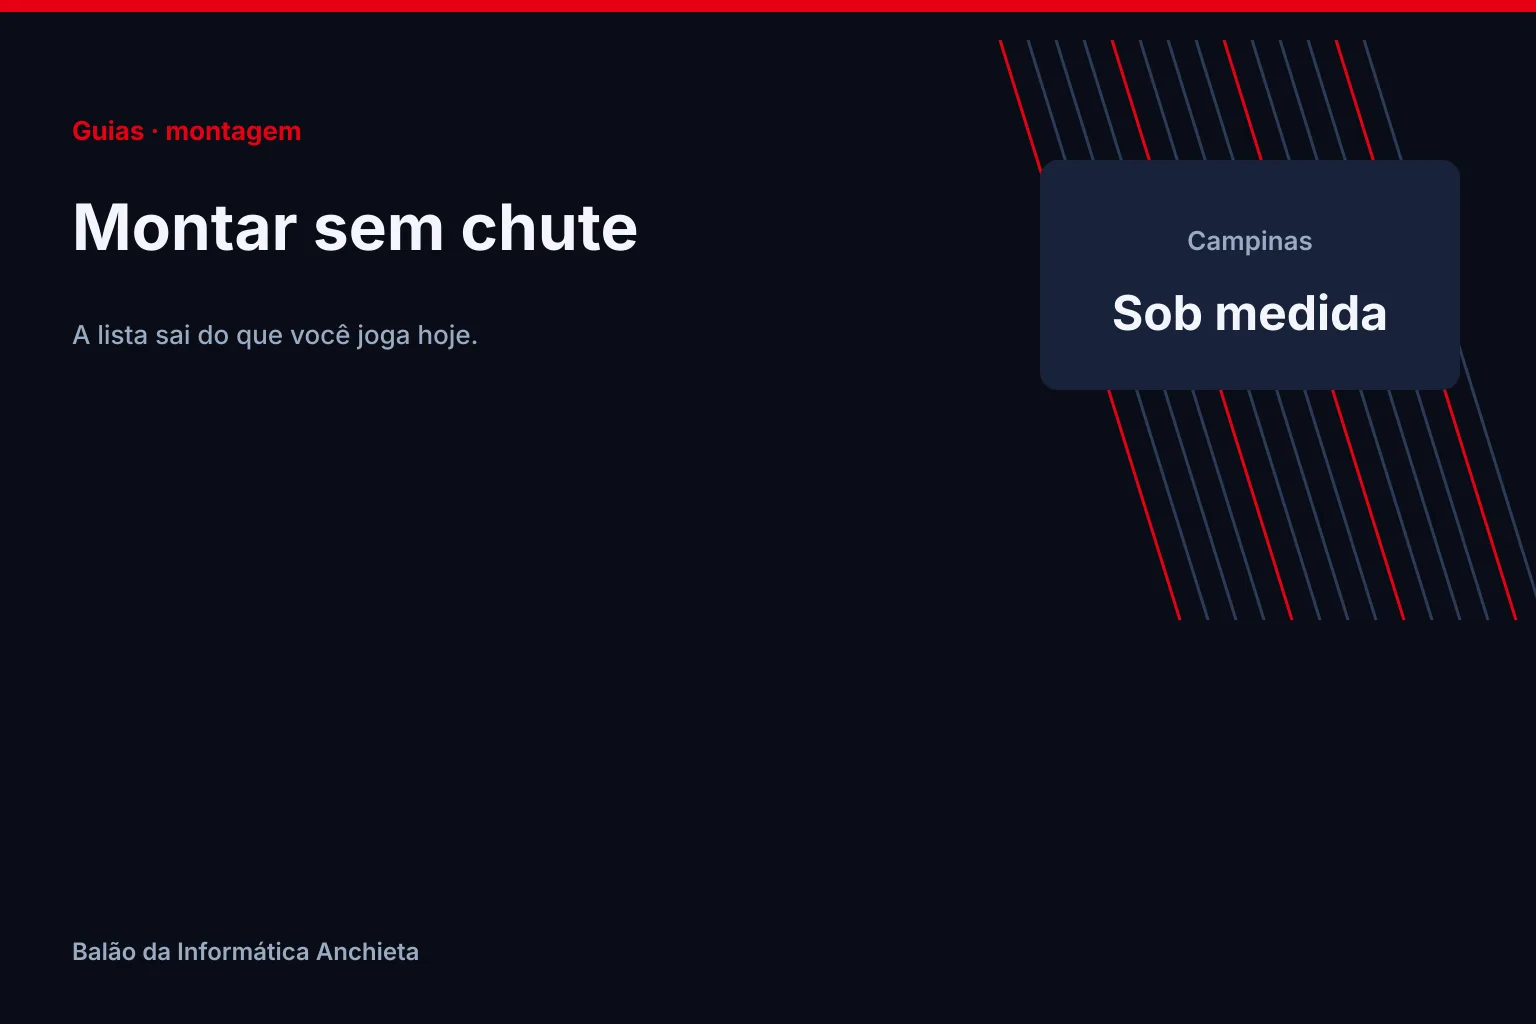 Guias · montagem
Montar sem chute
A lista sai do que você joga hoje.
Campinas
Sob medida
Balão da Informática Anchieta